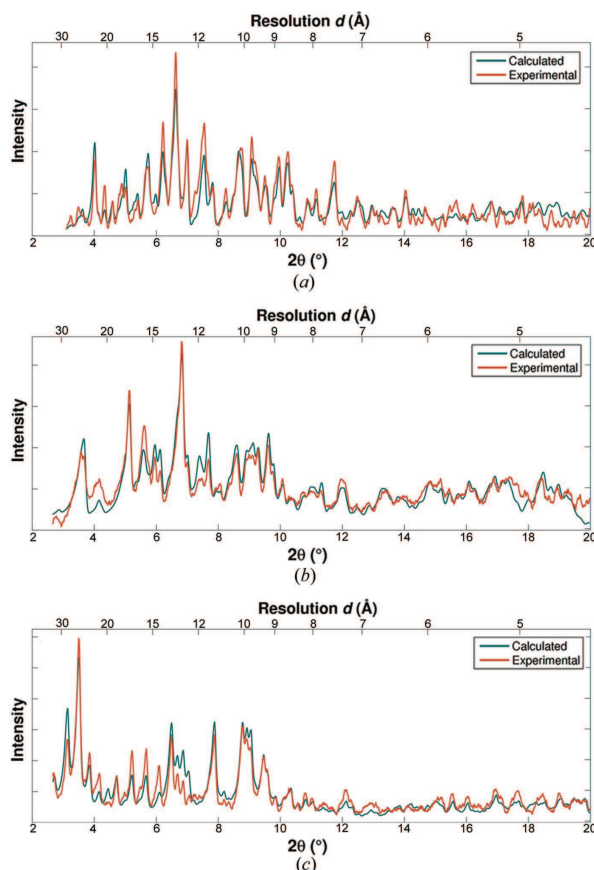 Resolution d (Å)
30 20 15 12 10 9 8 7 6 5
Intensity
Calculated
Experimental
2 4 6 8 10 12 14 16 18 20
2θ (°)
(a)
Resolution d (Å)
30 20 15 12 10 9 8 7 6 5
Intensity
Calculated
Experimental
2 4 6 8 10 12 14 16 18 20
2θ (°)
(b)
Resolution d (Å)
30 20 15 12 10 9 8 7 6 5
Intensity
Calculated
Experimental
2 4 6 8 10 12 14 16 18 20
2θ (°)
(c)